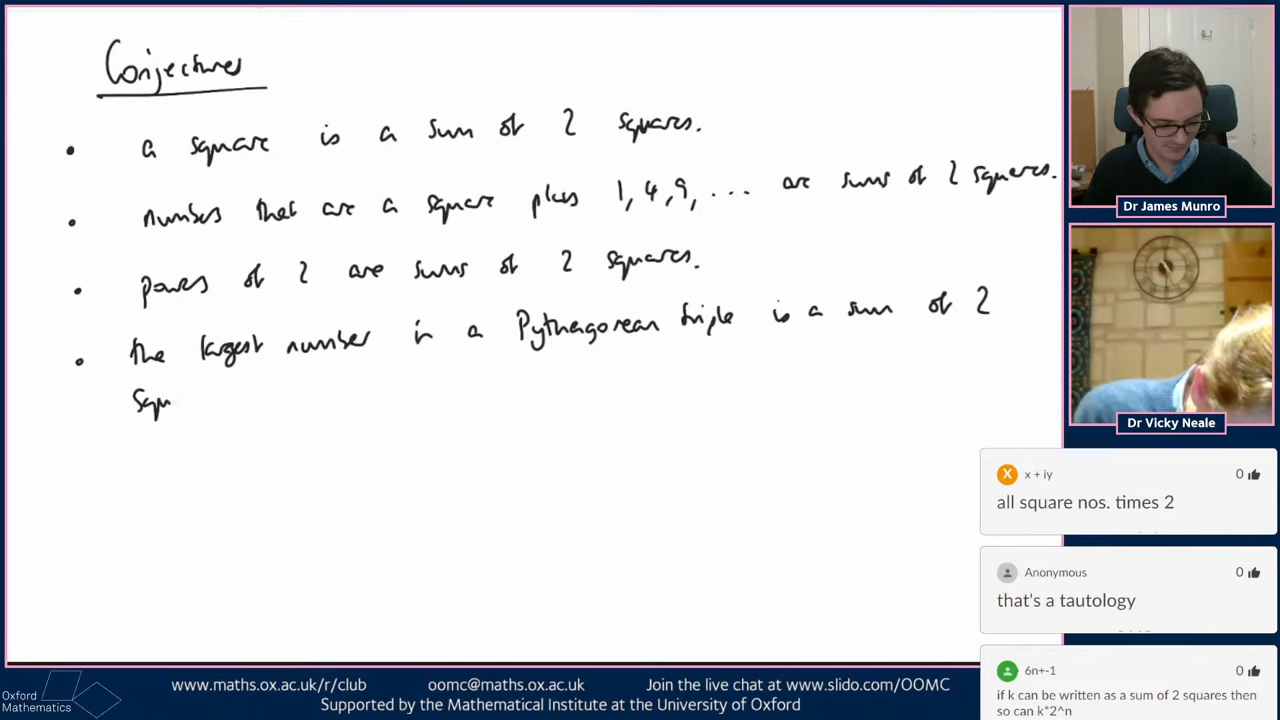 Conjectures
• a square is a sum of 2 squares.
• numbers that are a square plus 1, 4, 9, ... are sums of 2 squares.
• powers of 2 are sums of 2 squares.
• the largest number in a Pythagorean triple is a sum of 2
squ
Dr James Munro
Dr Vicky Neale
X x + iy 0
all square nos. times 2
Anonymous 0
that's a tautology
6n+-1 0
if k can be written as a sum of 2 squares then
so can k*2^n
Oxford
Mathematics
www.maths.ox.ac.uk/r/club oomc@maths.ox.ac.uk Join the live chat at www.slido.com/OOMC
Supported by the Mathematical Institute at the University of Oxford